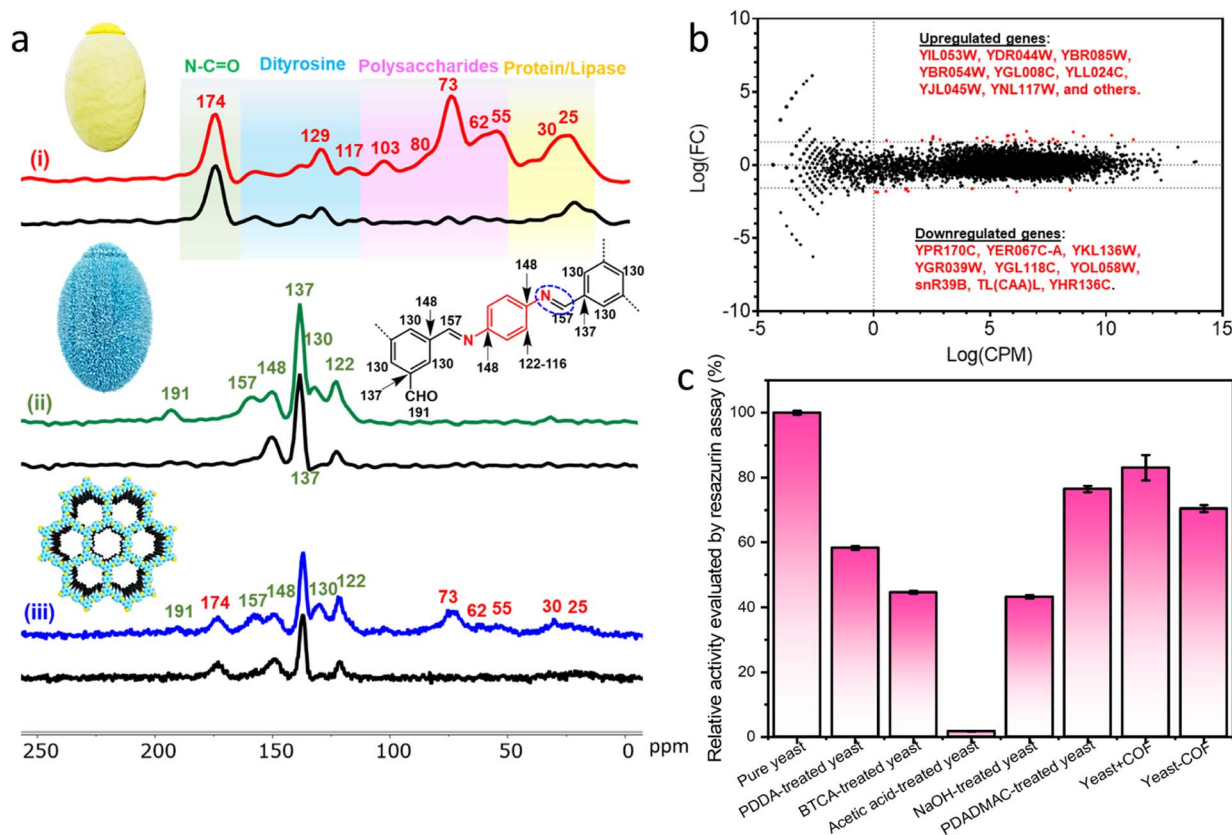 a
N-C=O
Dityrosine
Polysaccharides
Protein/Lipase
174
129
117
103
80
73
62
55
30
25
(i)
191
157
148
137
130
122
137
(ii)
130
148
157
N
130
130
137
CHO
191
148
148
122-116
N
157
130
130
130
137
(iii)
191
174
157
148
130
122
73
62
55
30
25
250
200
150
100
50
0
ppm
b
10
5
0
-5
-10
Log(FC)
Upregulated genes:
YIL053W, YDR044W, YBR085W,
YBR054W, YGL008C, YLL024C,
YJL045W, YNL117W, and others.
Downregulated genes:
YPR170C, YER067C-A, YKL136W,
YGR039W, YGL118C, YOL058W,
snR39B, TL(CAA)L, YHR136C.
-5
0
5
10
15
Log(CPM)
c
Relative activity evaluated by resazurin assay (%)
100
80
60
40
20
0
Pure yeast
PDDA-treated yeast
BTCA-treated yeast
Acetic acid-treated yeast
NaOH-treated yeast
PDADMAC-treated yeast
Yeast+COF
Yeast-COF